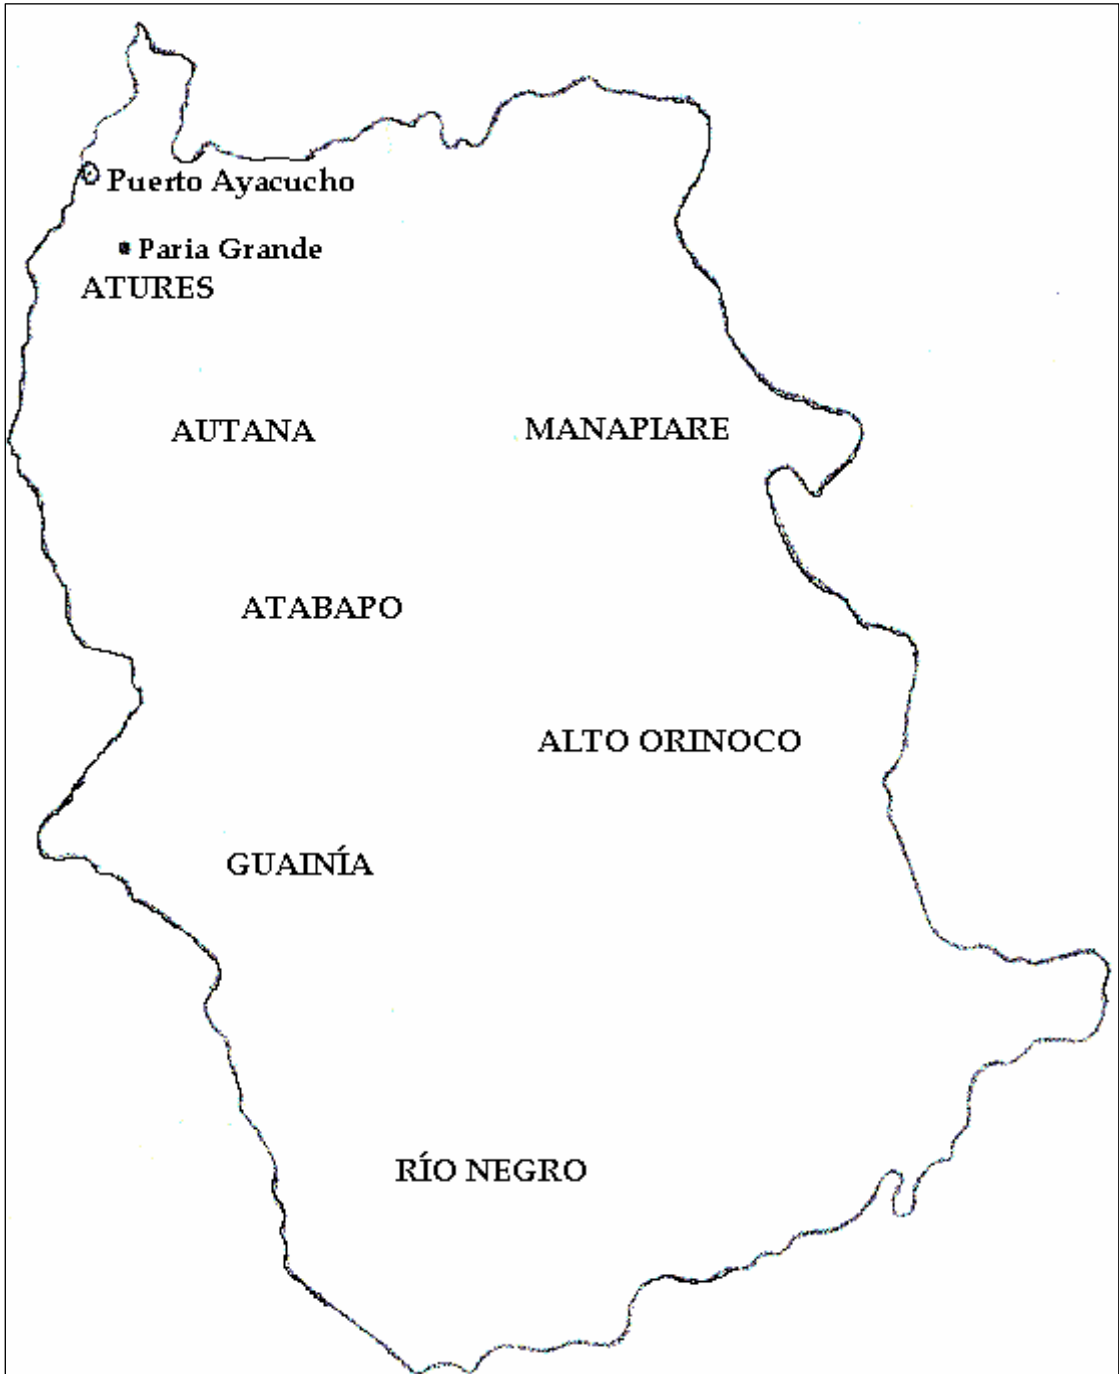 Puerto Ayacucho
Paria Grande
ATURES
AUTANA
MANAPIARE
ATABAPO
ALTO ORINOCO
GUAINÍA
RÍO NEGRO